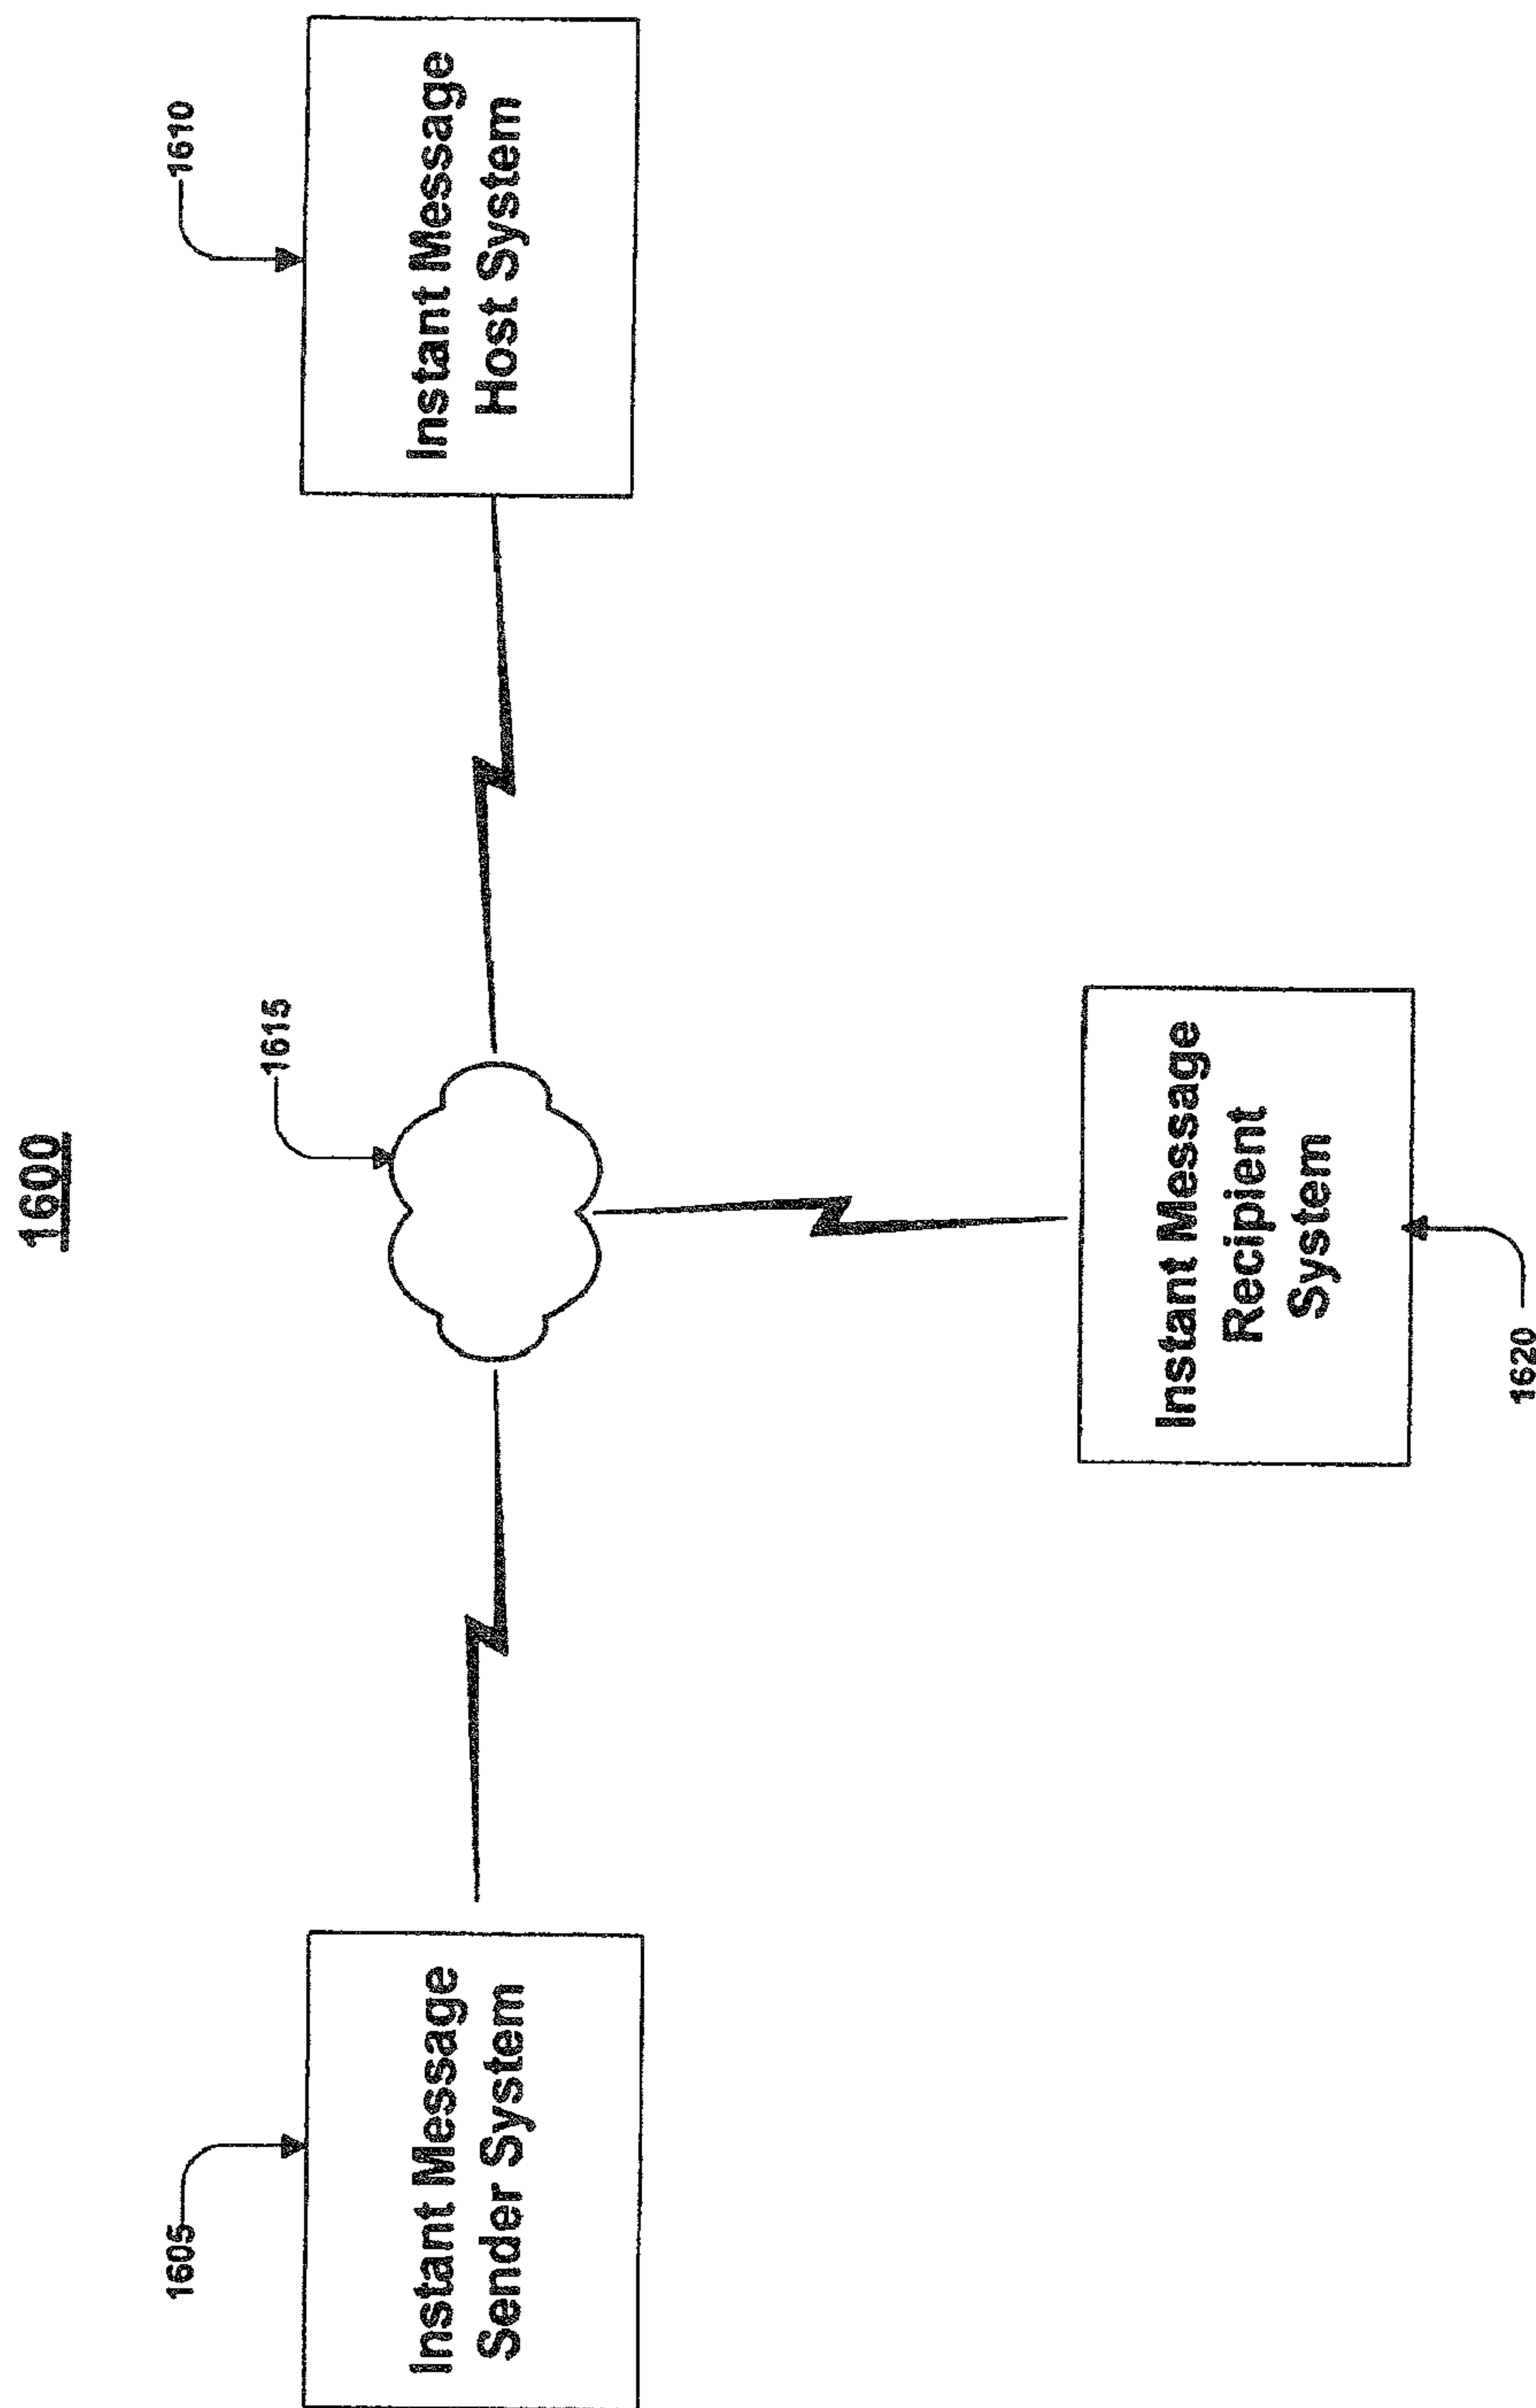 1600
1605
Instant Message
Sender System
1615
1610
Instant Message
Host System
Instant Message
Recipient
System
1620